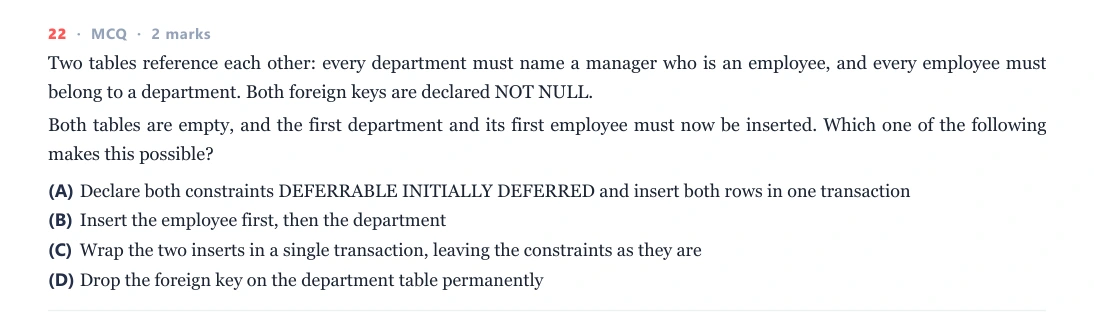 22 · MCQ · 2 marks
Two tables reference each other: every department must name a manager who is an employee, and every employee must
belong to a department. Both foreign keys are declared NOT NULL.
Both tables are empty, and the first department and its first employee must now be inserted. Which one of the following
makes this possible?
(A) Declare both constraints DEFERRABLE INITIALLY DEFERRED and insert both rows in one transaction
(B) Insert the employee first, then the department
(C) Wrap the two inserts in a single transaction, leaving the constraints as they are
(D) Drop the foreign key on the department table permanently